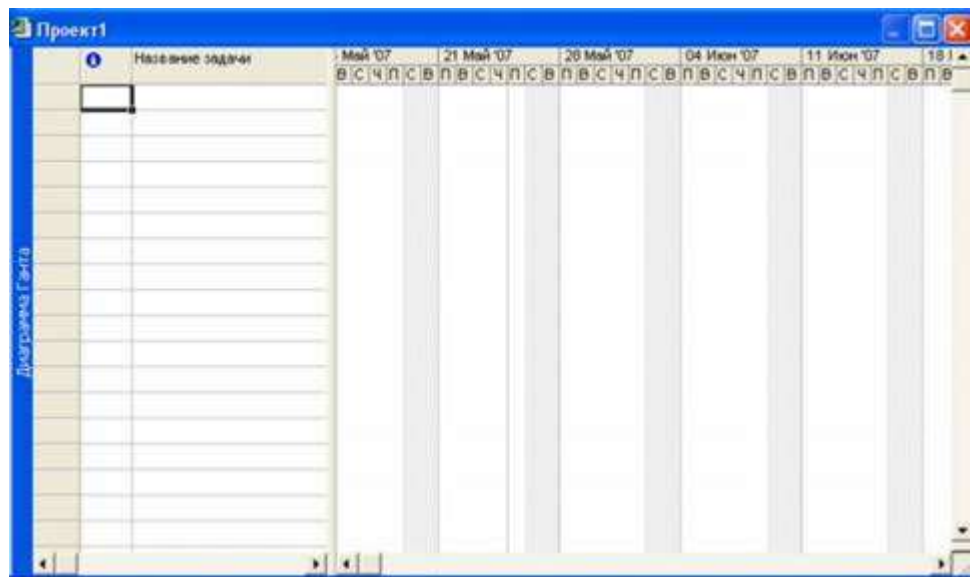 Проект1
Название задачи Май '07 21 Май '07 28 Май '07 04 Июн '07 11 Июн '07 18
В С Ч П С В П В С Ч П С В П В С Ч П С В П В С Ч П С В П В С Ч П С В П В
Диаграмма Ганта